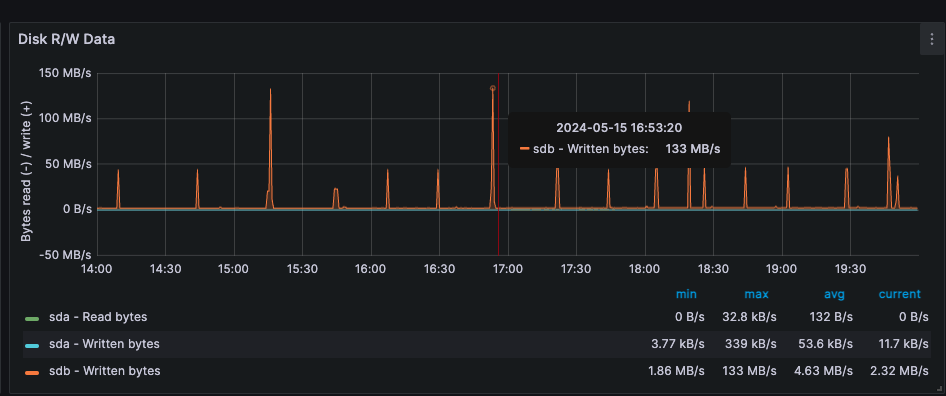 Disk R/W Data
Bytes read (-) / write (+)
150 MB/s
100 MB/s
50 MB/s
0 B/s
-50 MB/s
2024-05-15 16:53:20
sdb - Written bytes: 133 MB/s
14:00 14:30 15:00 15:30 16:00 16:30 17:00 17:30 18:00 18:30 19:00 19:30
min max avg current
sda - Read bytes 0 B/s 32.8 kB/s 132 B/s 0 B/s
sda - Written bytes 3.77 kB/s 339 kB/s 53.6 kB/s 11.7 kB/s
sdb - Written bytes 1.86 MB/s 133 MB/s 4.63 MB/s 2.32 MB/s